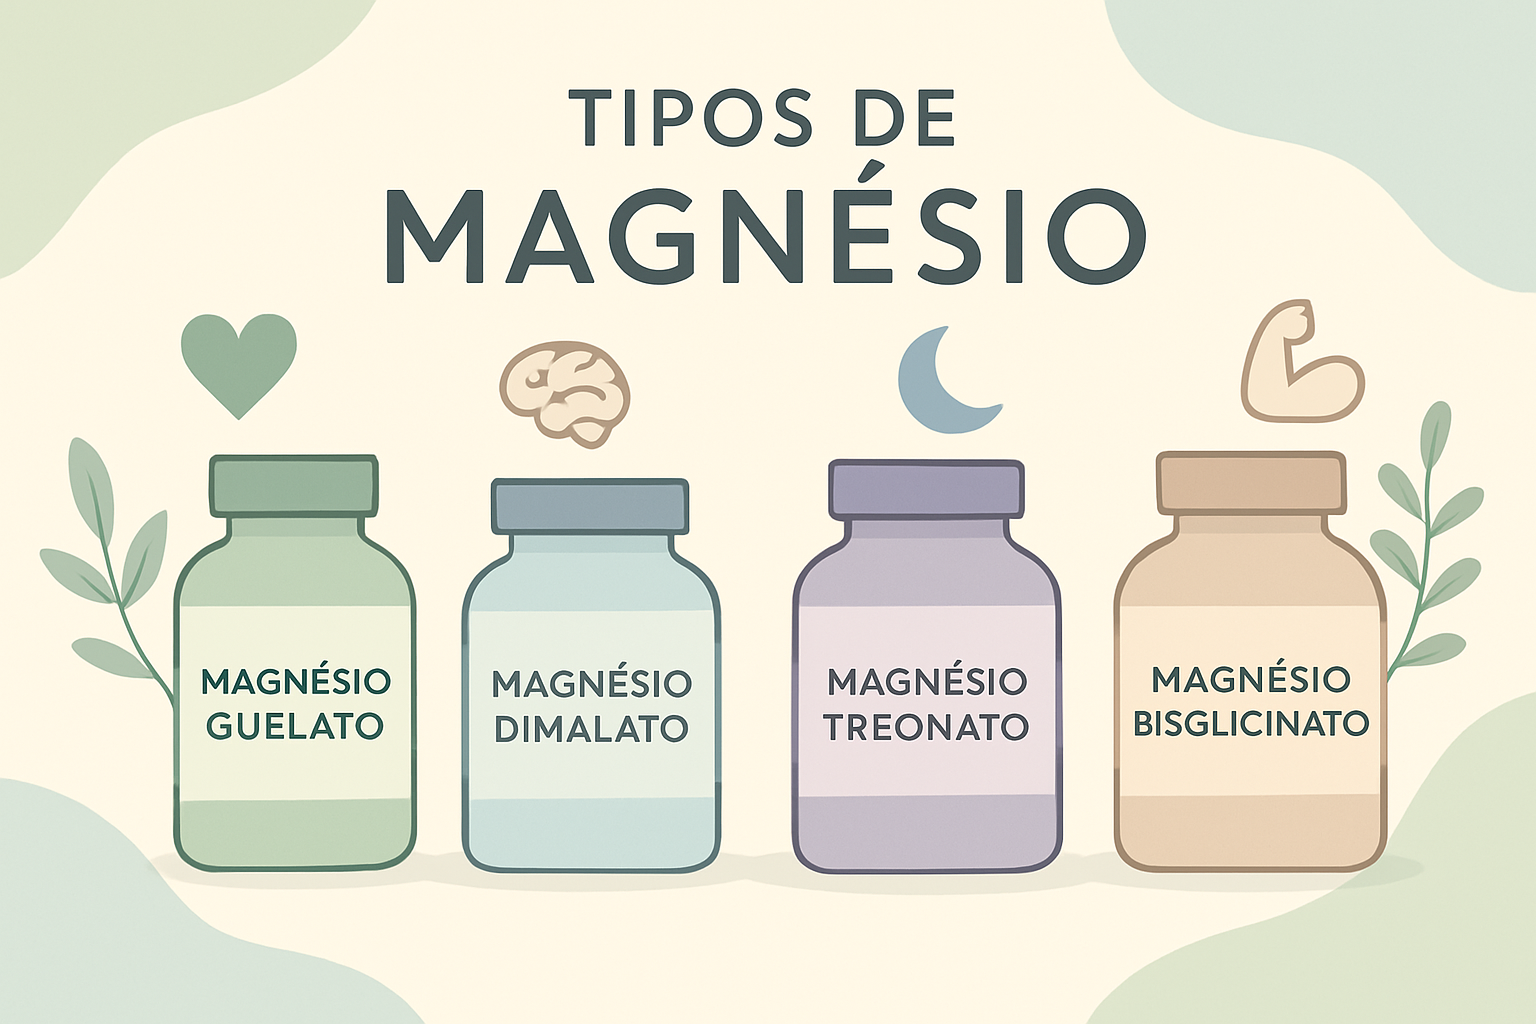 TIPOS DE
MAGNÉSIO
MAGNÉSIO
GUELATO
MAGNÉSIO
DIMALATO
MAGNÉSIO
TREONATO
MAGNÉSIO
BISGLICINATO